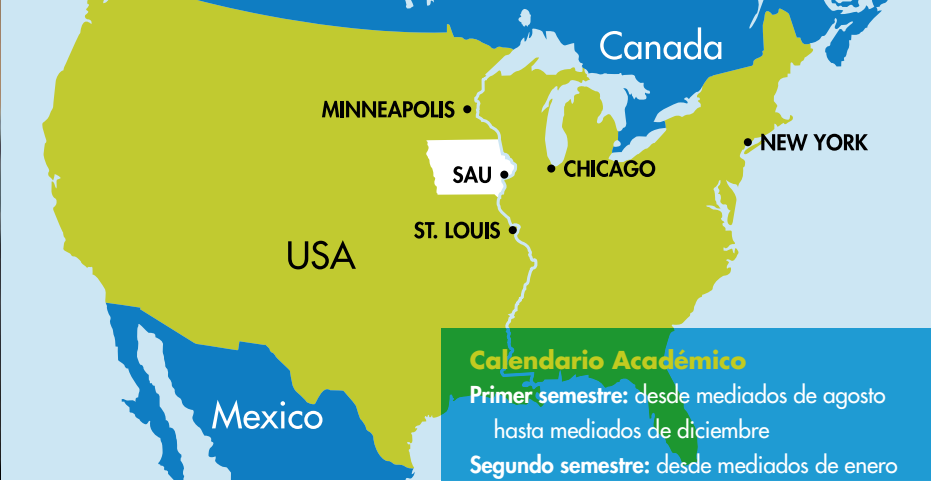 Canada
MINNEAPOLIS
NEW YORK
SAU
CHICAGO
ST. LOUIS
USA
Mexico
Calendario Académico
Primer semestre: desde mediados de agosto
hasta mediados de diciembre
Segundo semestre: desde mediados de enero